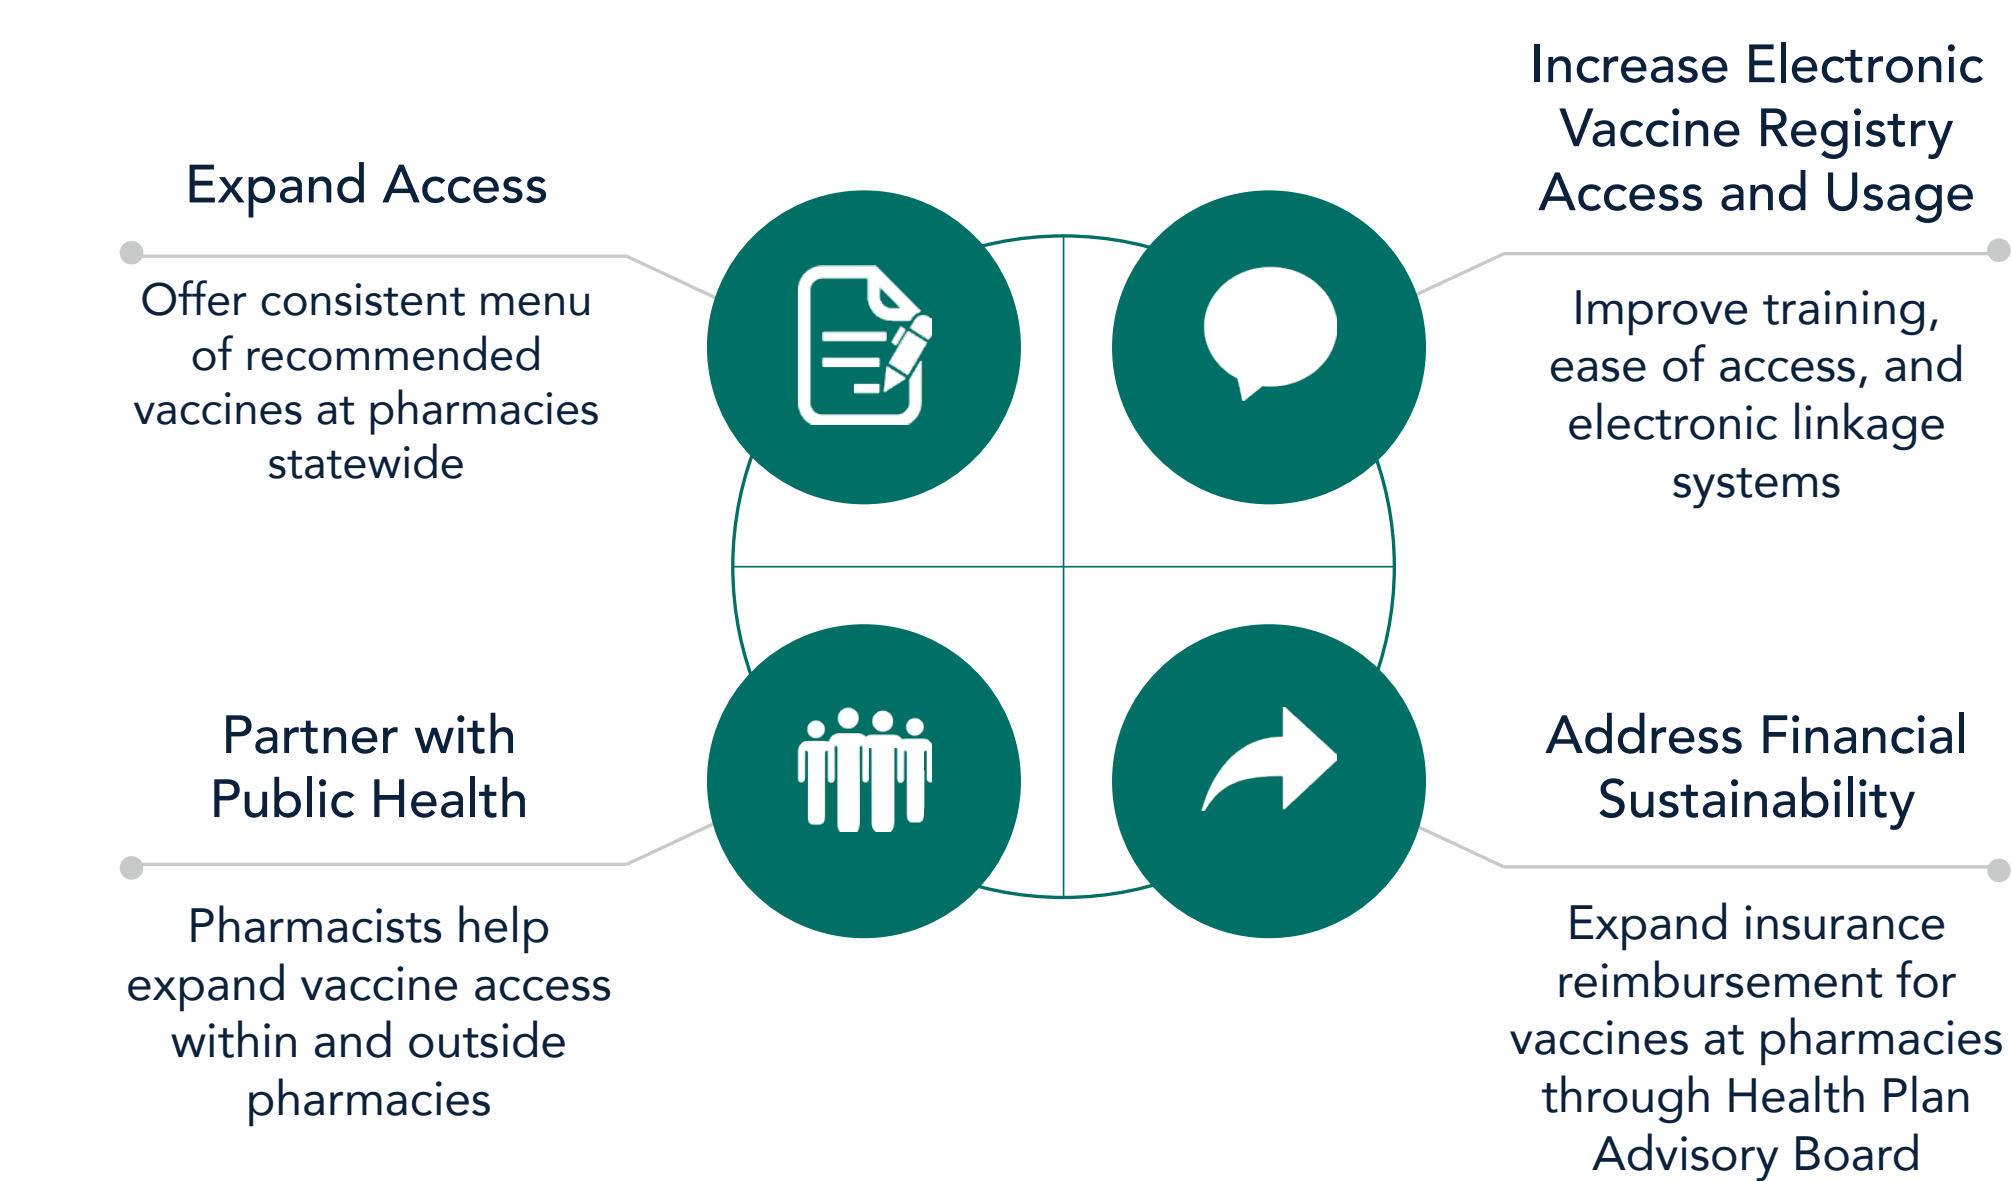 Expand Access
Offer consistent menu
of recommended
vaccines at pharmacies
statewide
Increase Electronic
Vaccine Registry
Access and Usage
Improve training,
ease of access, and
electronic linkage
systems
Partner with
Public Health
Pharmacists help
expand vaccine access
within and outside
pharmacies
Address Financial
Sustainability
Expand insurance
reimbursement for
vaccines at pharmacies
through Health Plan
Advisory Board